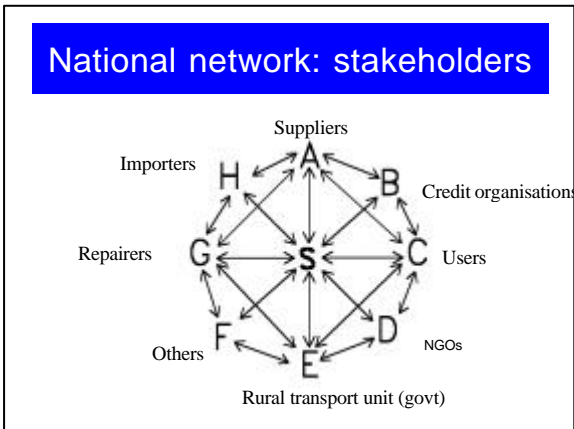 National network: stakeholders
Suppliers
A
Importers
H
B
Credit organisations
Repairers
G
S
C
Users
F
D
NGOs
Others
E
Rural transport unit (govt)